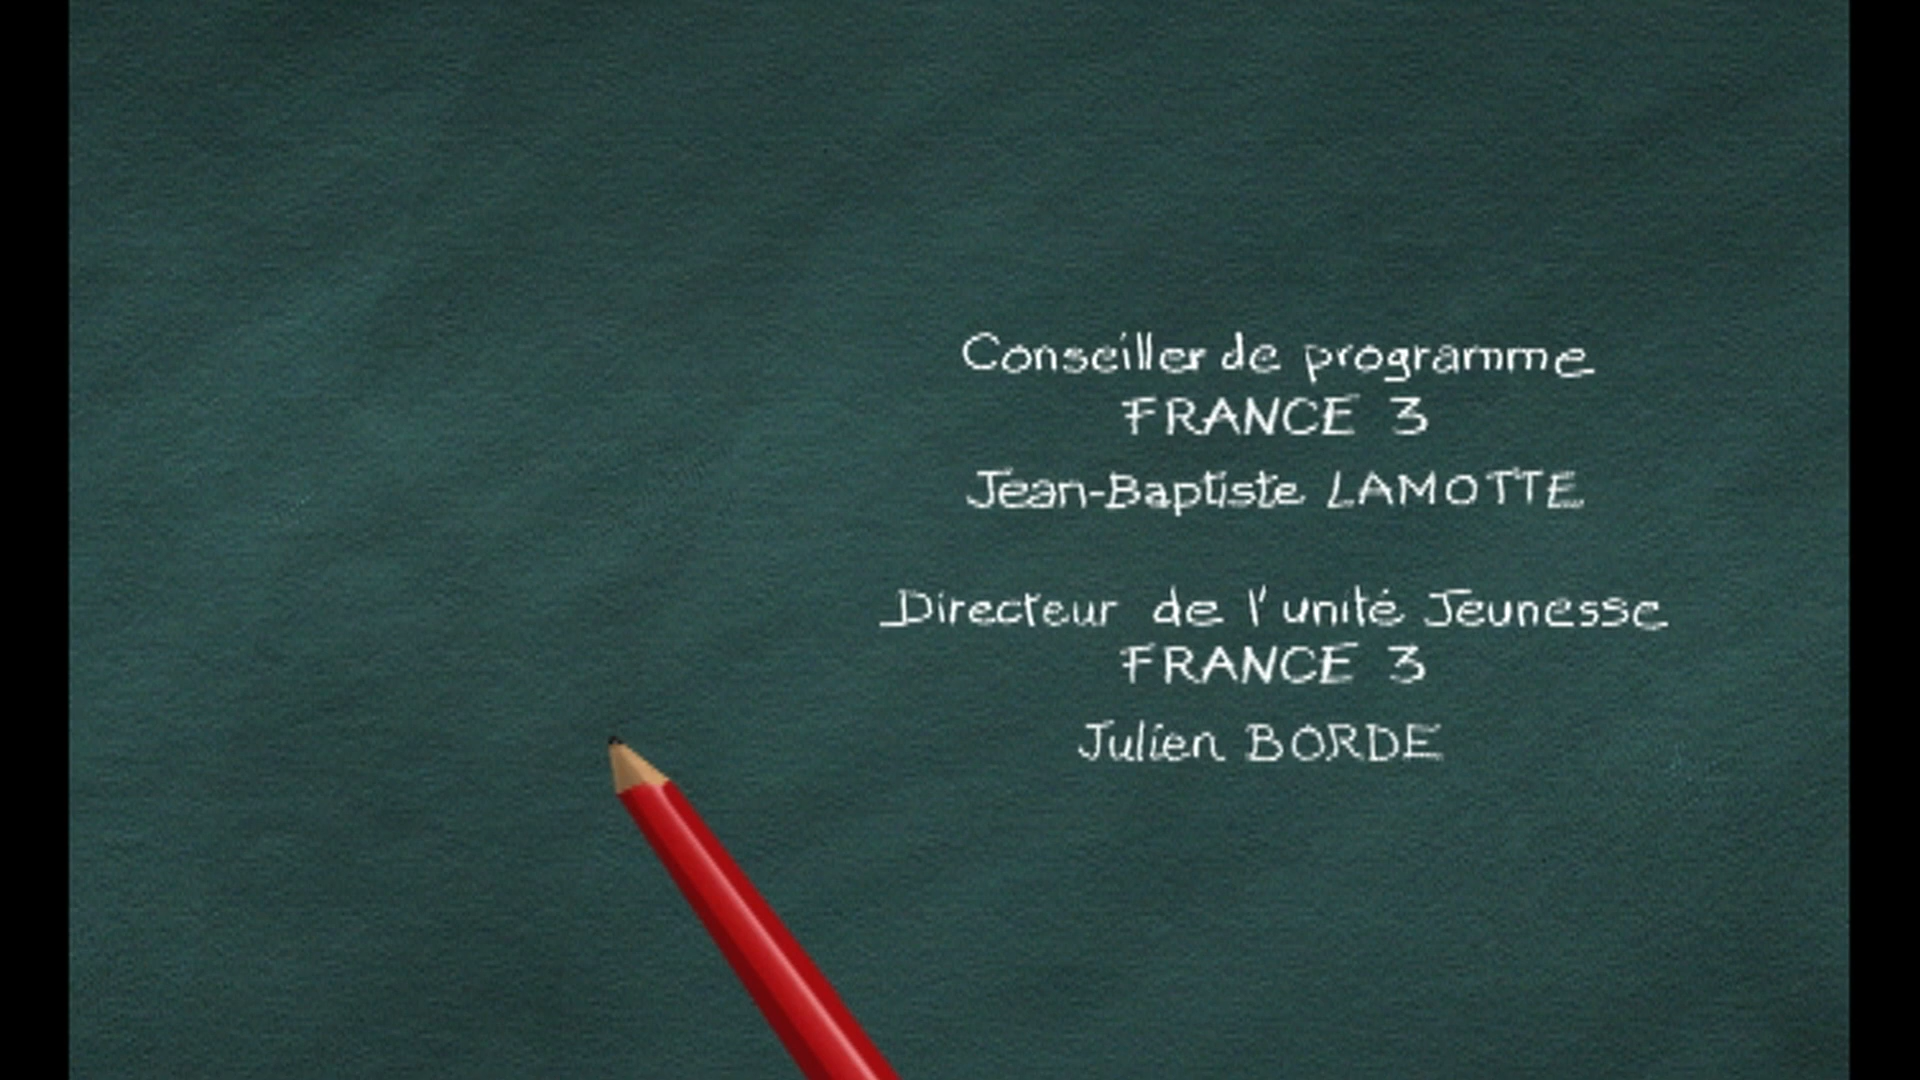 Conseiller de programme
FRANCE 3
Jean-Baptiste LAMOTTE
Directeur de l'unité Jeunesse
FRANCE 3
Julien BORDE